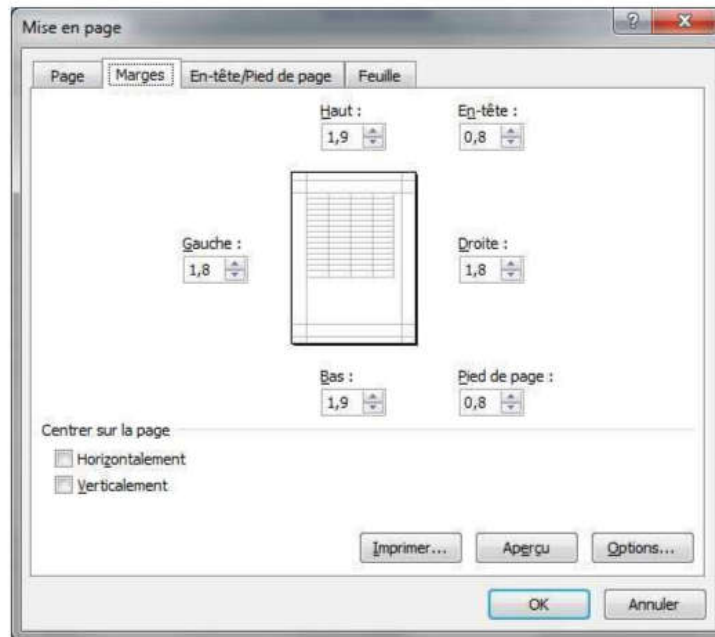 Mise en page
Page Marges En-tête/Pied de page Feuille
Haut : En-tête :
1,9 0,8
Gauche : Droite :
1,8 1,8
Bas : Pied de page :
1,9 0,8
Centrer sur la page
Horizontalement
Verticalement
Imprimer... Aperçu Options...
OK Annuler